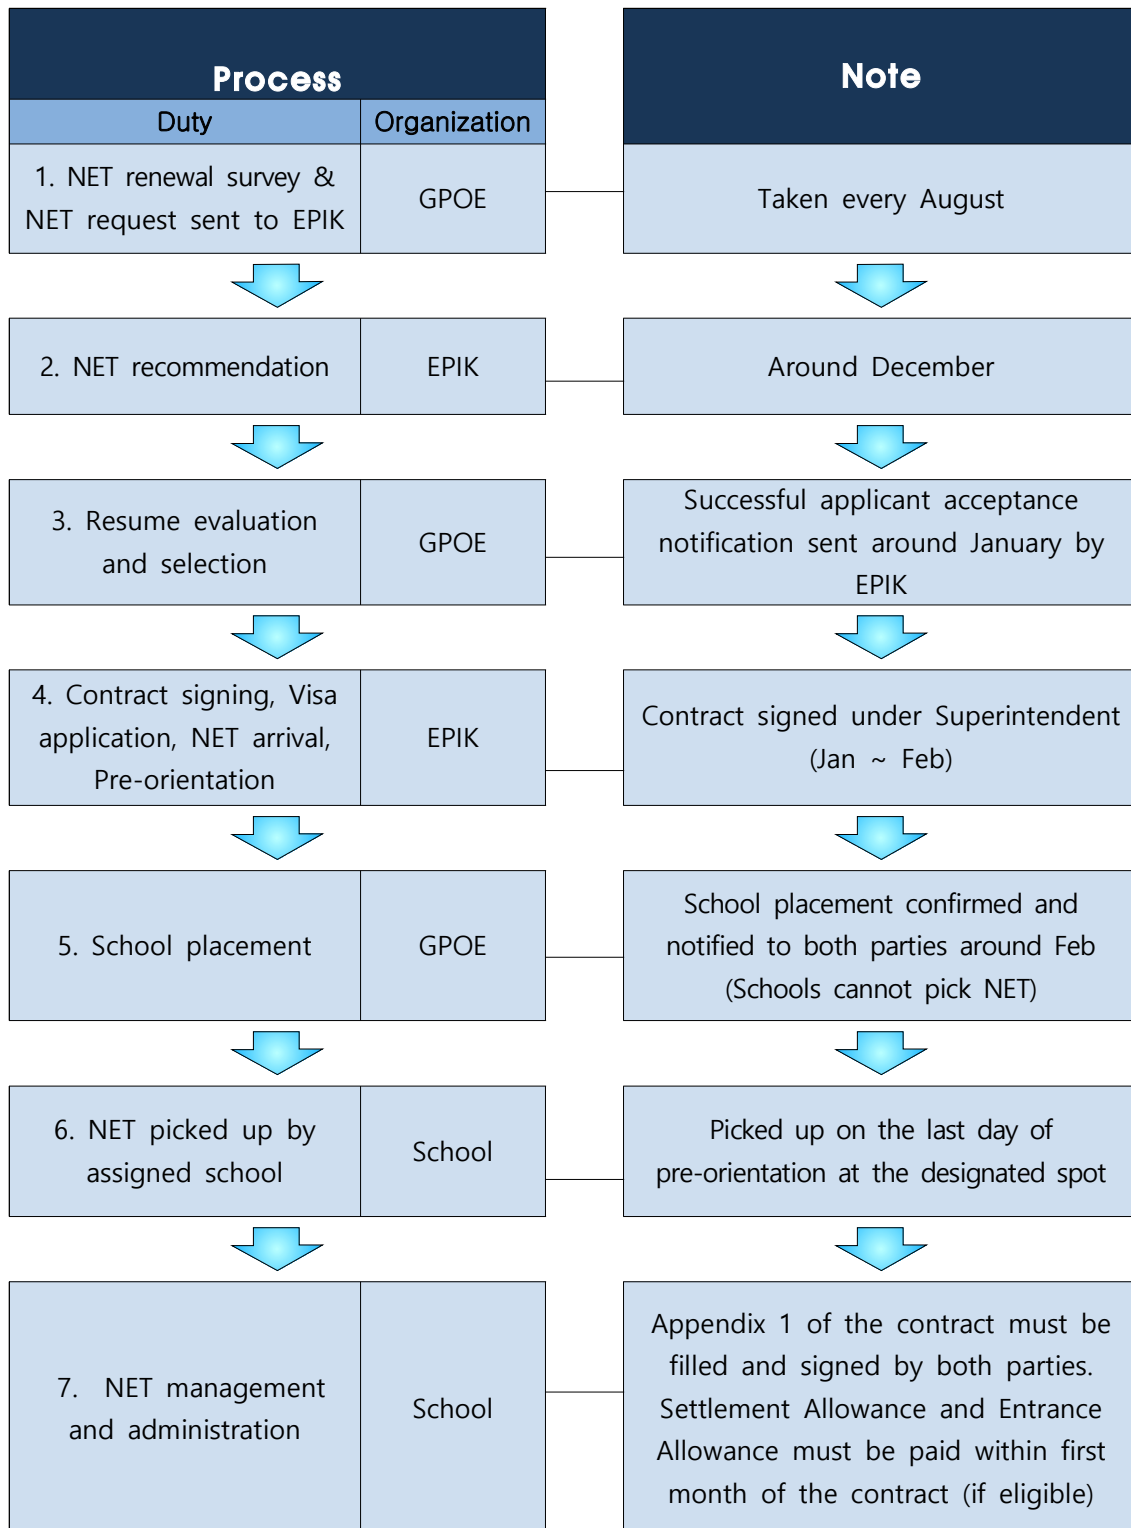 Process
Note
Duty
Organization
1. NET renewal survey &
NET request sent to EPIK
GPOE
Taken every August
2. NET recommendation
EPIK
Around December
3. Resume evaluation
and selection
GPOE
Successful applicant acceptance
notification sent around January by
EPIK
4. Contract signing, Visa
application, NET arrival,
Pre-orientation
EPIK
Contract signed under Superintendent
(Jan ~ Feb)
5. School placement
GPOE
School placement confirmed and
notified to both parties around Feb
(Schools cannot pick NET)
6. NET picked up by
assigned school
School
Picked up on the last day of
pre-orientation at the designated spot
7. NET management
and administration
School
Appendix 1 of the contract must be
filled and signed by both parties.
Settlement Allowance and Entrance
Allowance must be paid within first
month of the contract (if eligible)